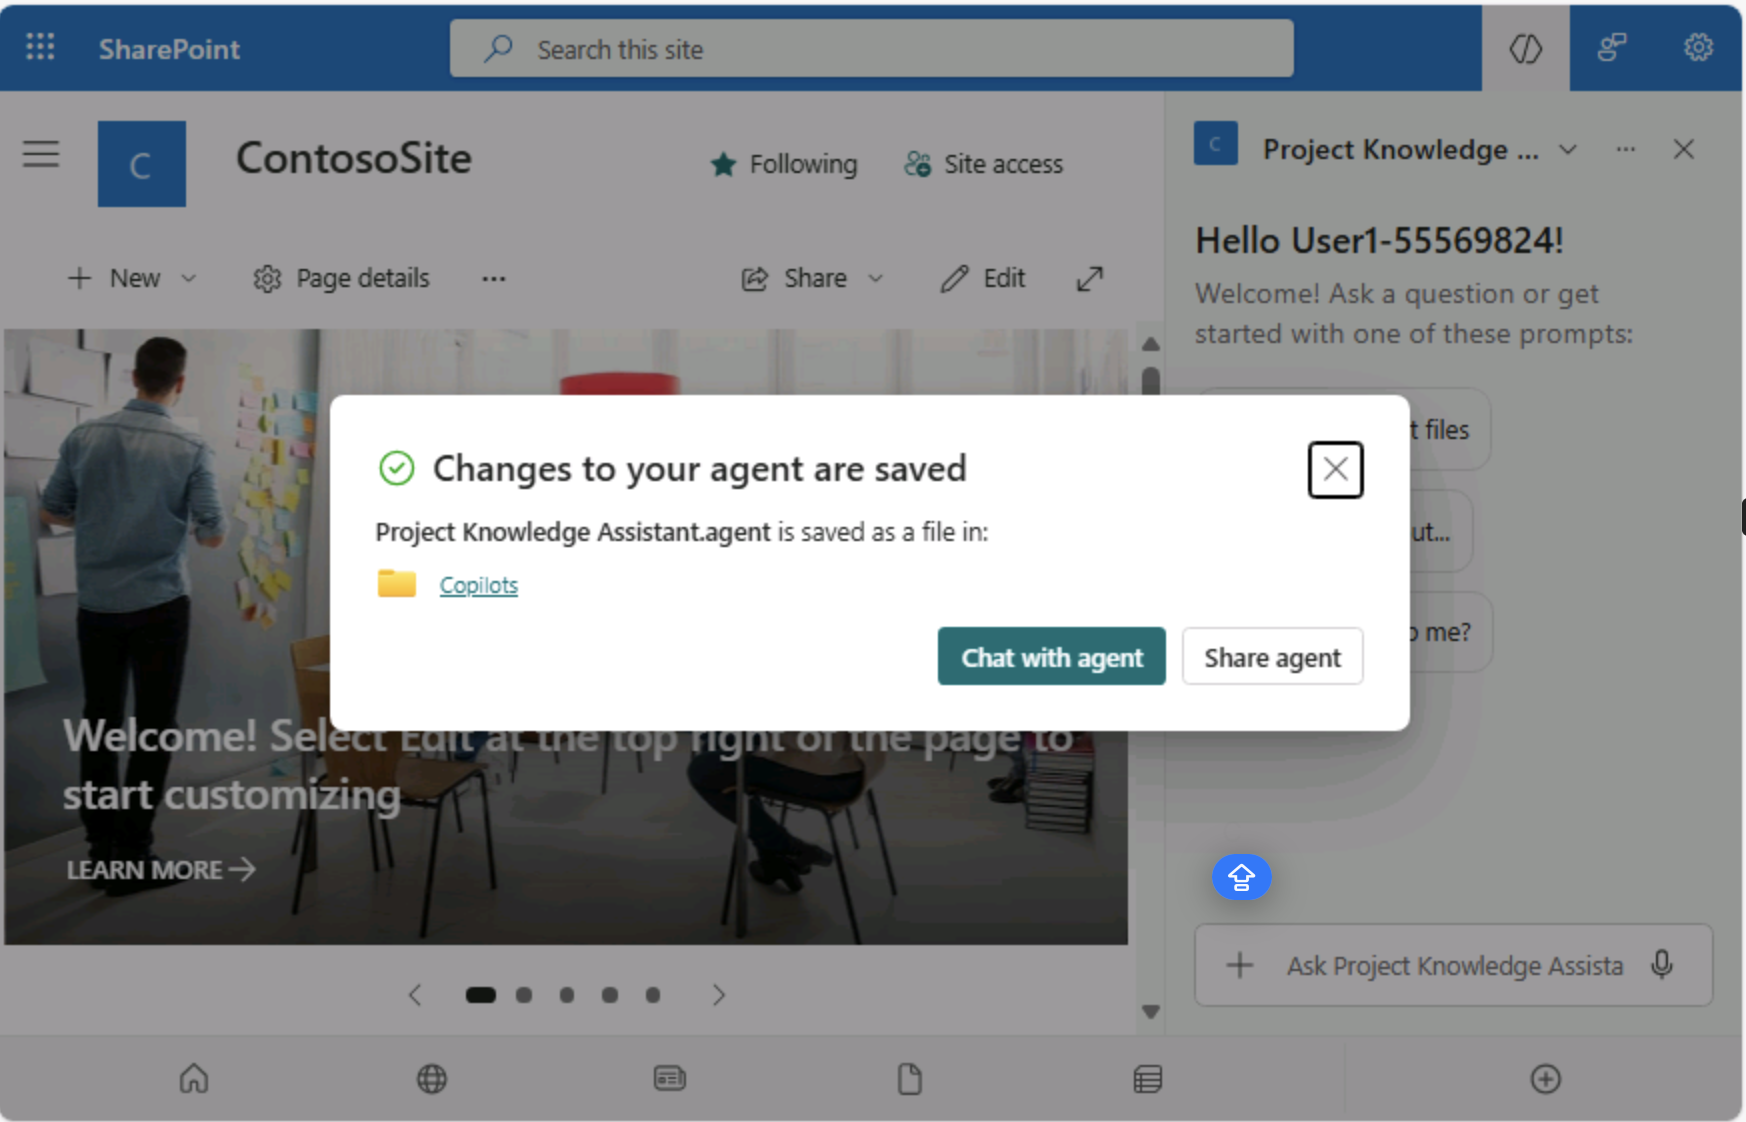 SharePoint
Search this site
C
ContosoSite
Following
Site access
New
Page details
Share
Edit
C
Project Knowledge ...
Hello User1-55569824!
Welcome! Ask a question or get
started with one of these prompts:
files
ut...
me?
Changes to your agent are saved
Project Knowledge Assistant.agent is saved as a file in:
Copilots
Chat with agent
Share agent
Welcome! Select Edit at the top right of the page to
start customizing
LEARN MORE
Ask Project Knowledge Assista